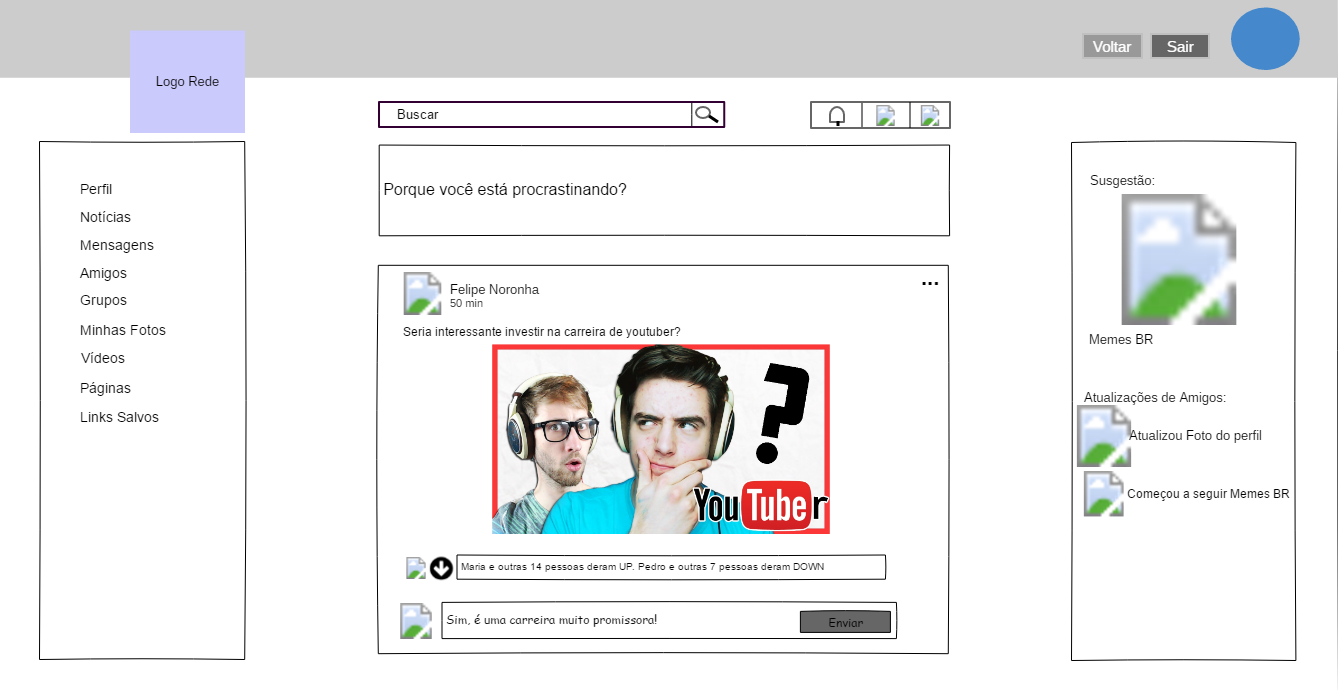 Voltar
Sair
Logo Rede
Buscar
Perfil
Notícias
Mensagens
Amigos
Grupos
Minhas Fotos
Vídeos
Páginas
Links Salvos
Porque você está procrastinando?
Felipe Noronha
...
50 min
Seria interessante investir na carreira de youtuber?
?
YouTuber
Maria e outras 14 pessoas deram UP. Pedro e outras 7 pessoas deram DOWN
Sim, é uma carreira muito promissora!
Enviar
Susgestão:
Memes BR
Atualizações de Amigos:
Atualizou Foto do perfil
Começou a seguir Memes BR